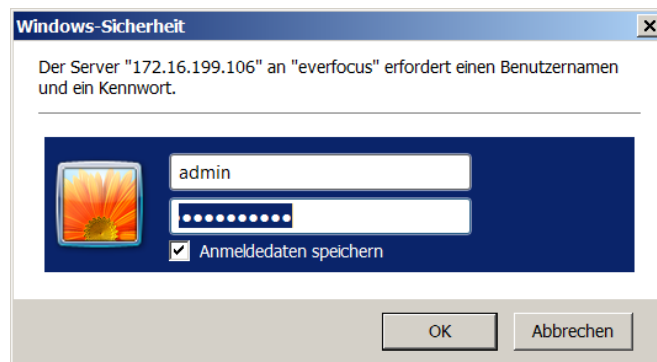 Windows-Sicherheit
Der Server "172.16.199.106" an "everfocus" erfordert einen Benutzernamen
und ein Kennwort.
admin
●●●●●●●●●●
Anmeldedaten speichern
OK
Abbrechen